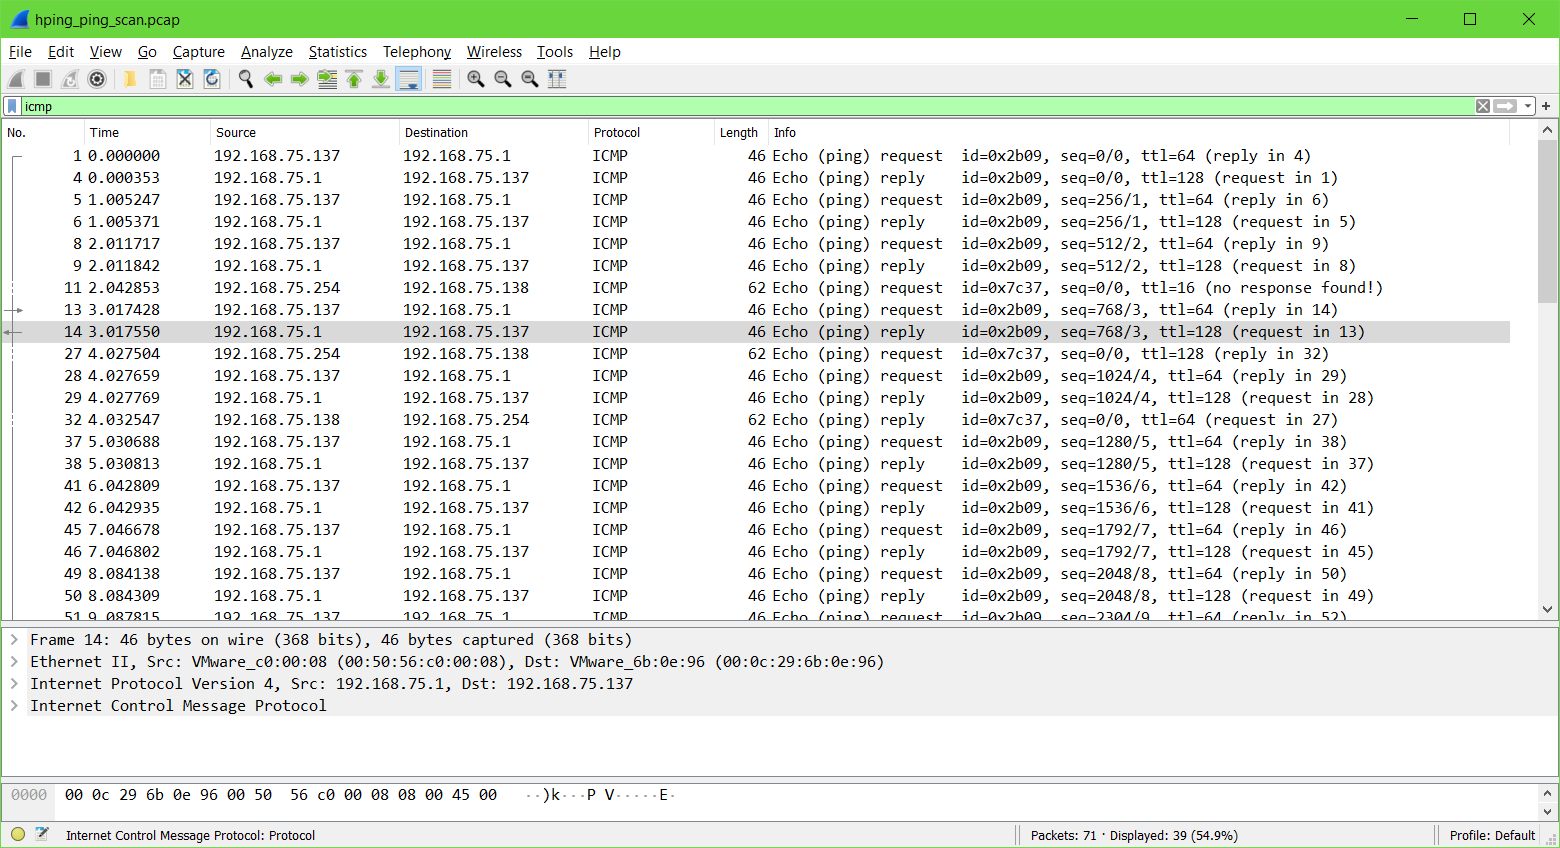 hping_ping_scan.pcap
File Edit View Go Capture Analyze Statistics Telephony Wireless Tools Help
icmp
No. Time Source Destination Protocol Length Info
1 0.000000 192.168.75.137 192.168.75.1 ICMP 46 Echo (ping) request id=0x2b09, seq=0/0, ttl=64 (reply in 4)
4 0.000353 192.168.75.1 192.168.75.137 ICMP 46 Echo (ping) reply id=0x2b09, seq=0/0, ttl=128 (request in 1)
5 1.005247 192.168.75.137 192.168.75.1 ICMP 46 Echo (ping) request id=0x2b09, seq=256/1, ttl=64 (reply in 6)
6 1.005371 192.168.75.1 192.168.75.137 ICMP 46 Echo (ping) reply id=0x2b09, seq=256/1, ttl=128 (request in 5)
8 2.011717 192.168.75.137 192.168.75.1 ICMP 46 Echo (ping) request id=0x2b09, seq=512/2, ttl=64 (reply in 9)
9 2.011842 192.168.75.1 192.168.75.137 ICMP 46 Echo (ping) reply id=0x2b09, seq=512/2, ttl=128 (request in 8)
11 2.042853 192.168.75.254 192.168.75.138 ICMP 62 Echo (ping) request id=0x7c37, seq=0/0, ttl=16 (no response found!)
13 3.017428 192.168.75.137 192.168.75.1 ICMP 46 Echo (ping) request id=0x2b09, seq=768/3, ttl=64 (reply in 14)
14 3.017550 192.168.75.1 192.168.75.137 ICMP 46 Echo (ping) reply id=0x2b09, seq=768/3, ttl=128 (request in 13)
27 4.027504 192.168.75.254 192.168.75.138 ICMP 62 Echo (ping) request id=0x7c37, seq=0/0, ttl=128 (reply in 32)
28 4.027659 192.168.75.137 192.168.75.1 ICMP 46 Echo (ping) request id=0x2b09, seq=1024/4, ttl=64 (reply in 29)
29 4.027769 192.168.75.1 192.168.75.137 ICMP 46 Echo (ping) reply id=0x2b09, seq=1024/4, ttl=128 (request in 28)
32 4.032547 192.168.75.138 192.168.75.254 ICMP 62 Echo (ping) reply id=0x7c37, seq=0/0, ttl=64 (request in 27)
37 5.030688 192.168.75.137 192.168.75.1 ICMP 46 Echo (ping) request id=0x2b09, seq=1280/5, ttl=64 (reply in 38)
38 5.030813 192.168.75.1 192.168.75.137 ICMP 46 Echo (ping) reply id=0x2b09, seq=1280/5, ttl=128 (request in 37)
41 6.042809 192.168.75.137 192.168.75.1 ICMP 46 Echo (ping) request id=0x2b09, seq=1536/6, ttl=64 (reply in 42)
42 6.042935 192.168.75.1 192.168.75.137 ICMP 46 Echo (ping) reply id=0x2b09, seq=1536/6, ttl=128 (request in 41)
45 7.046678 192.168.75.137 192.168.75.1 ICMP 46 Echo (ping) request id=0x2b09, seq=1792/7, ttl=64 (reply in 46)
46 7.046802 192.168.75.1 192.168.75.137 ICMP 46 Echo (ping) reply id=0x2b09, seq=1792/7, ttl=128 (request in 45)
49 8.084138 192.168.75.137 192.168.75.1 ICMP 46 Echo (ping) request id=0x2b09, seq=2048/8, ttl=64 (reply in 50)
50 8.084309 192.168.75.1 192.168.75.137 ICMP 46 Echo (ping) reply id=0x2b09, seq=2048/8, ttl=128 (request in 49)
51 9.087815 192.168.75.137 192.168.75.1 ICMP 46 Echo (ping) request id=0x2b09, seq=2304/9, ttl=64 (reply in 52)
Frame 14: 46 bytes on wire (368 bits), 46 bytes captured (368 bits)
Ethernet II, Src: VMware_c0:00:08 (00:50:56:c0:00:08), Dst: VMware_6b:0e:96 (00:0c:29:6b:0e:96)
Internet Protocol Version 4, Src: 192.168.75.1, Dst: 192.168.75.137
Internet Control Message Protocol
0000 00 0c 29 6b 0e 96 00 50 56 c0 00 08 08 00 45 00 ··)k···P V·····E·
Internet Control Message Protocol: Protocol Packets: 71 · Displayed: 39 (54.9%) Profile: Default